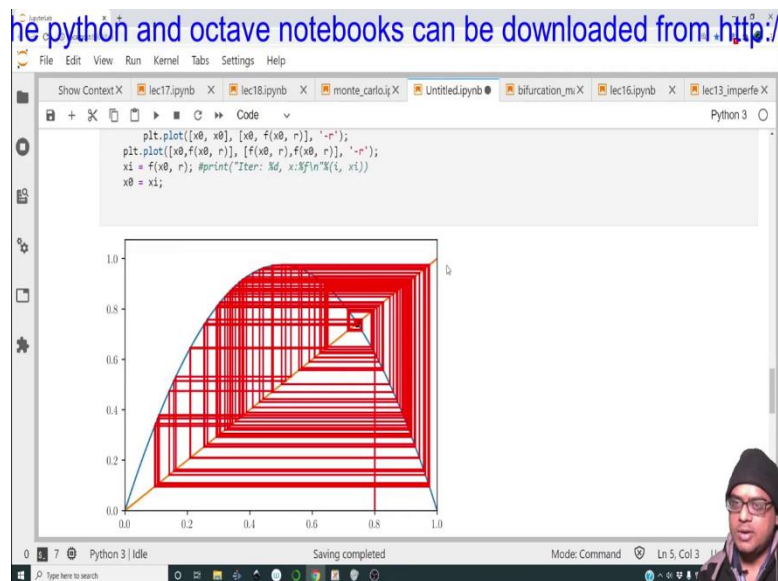 he python and octave notebooks can be downloaded from http:/
File Edit View Run Kernel Tabs Settings Help
Show Context X lec17.ipynb X lec18.ipynb X monte_carlo.ip X Untitled.ipynb bifurcation_ma X lec16.ipynb X lec13_imperfe X
Code Python 3
plt.plot([x0, x0], [x0, f(x0, r)], '-r');
plt.plot([x0,f(x0, r)], [f(x0, r),f(x0, r)], '-r');
xi = f(x0, r); #print("Iter: %d, x:%f\n"%(i, xi))
x0 = xi;
1.0
0.8
0.6
0.4
0.2
0.0
0.0 0.2 0.4 0.6 0.8 1.0
0 7 Python 3 | Idle Saving completed Mode: Command Ln 5, Col 3
Type here to search